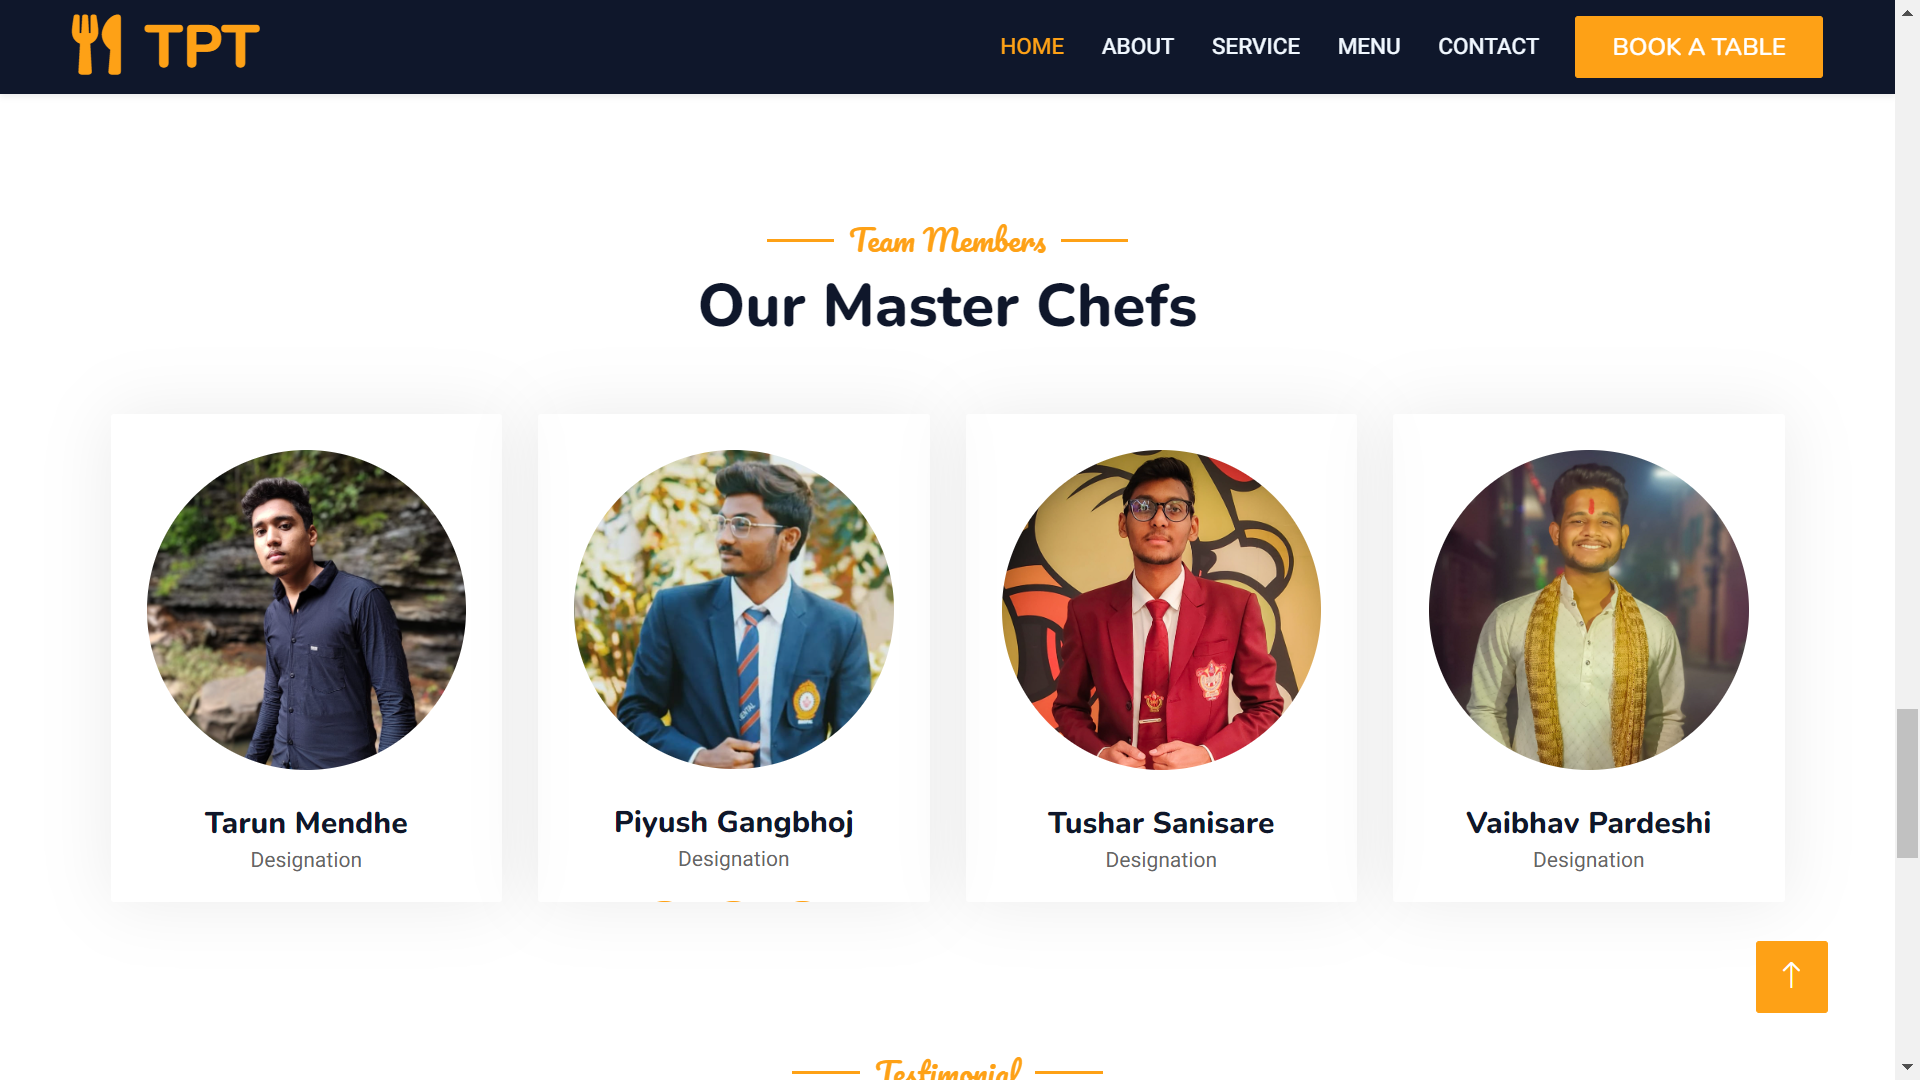 TPT
HOME ABOUT SERVICE MENU CONTACT BOOK A TABLE
Team Members
Our Master Chefs
Tarun Mendhe
Designation
Piyush Gangbhoj
Designation
Tushar Sanisare
Designation
Vaibhav Pardeshi
Designation
Testimonial